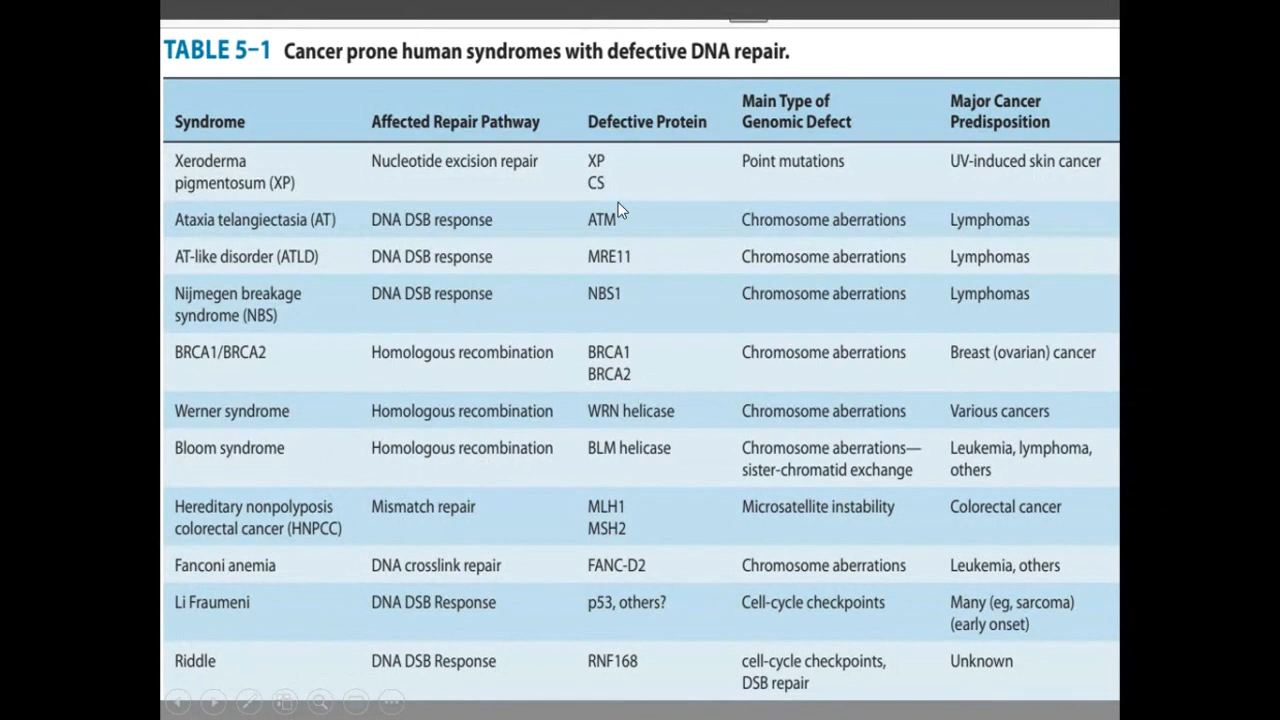 TABLE 5–1 Cancer prone human syndromes with defective DNA repair.
Syndrome Affected Repair Pathway Defective Protein Main Type of Genomic Defect Major Cancer Predisposition
Xeroderma pigmentosum (XP) Nucleotide excision repair XP CS Point mutations UV-induced skin cancer
Ataxia telangiectasia (AT) DNA DSB response ATM Chromosome aberrations Lymphomas
AT-like disorder (ATLD) DNA DSB response MRE11 Chromosome aberrations Lymphomas
Nijmegen breakage syndrome (NBS) DNA DSB response NBS1 Chromosome aberrations Lymphomas
BRCA1/BRCA2 Homologous recombination BRCA1 BRCA2 Chromosome aberrations Breast (ovarian) cancer
Werner syndrome Homologous recombination WRN helicase Chromosome aberrations Various cancers
Bloom syndrome Homologous recombination BLM helicase Chromosome aberrations—sister-chromatid exchange Leukemia, lymphoma, others
Hereditary nonpolyposis colorectal cancer (HNPCC) Mismatch repair MLH1 MSH2 Microsatellite instability Colorectal cancer
Fanconi anemia DNA crosslink repair FANC-D2 Chromosome aberrations Leukemia, others
Li Fraumeni DNA DSB Response p53, others? Cell-cycle checkpoints Many (eg, sarcoma) (early onset)
Riddle DNA DSB Response RNF168 cell-cycle checkpoints, DSB repair Unknown